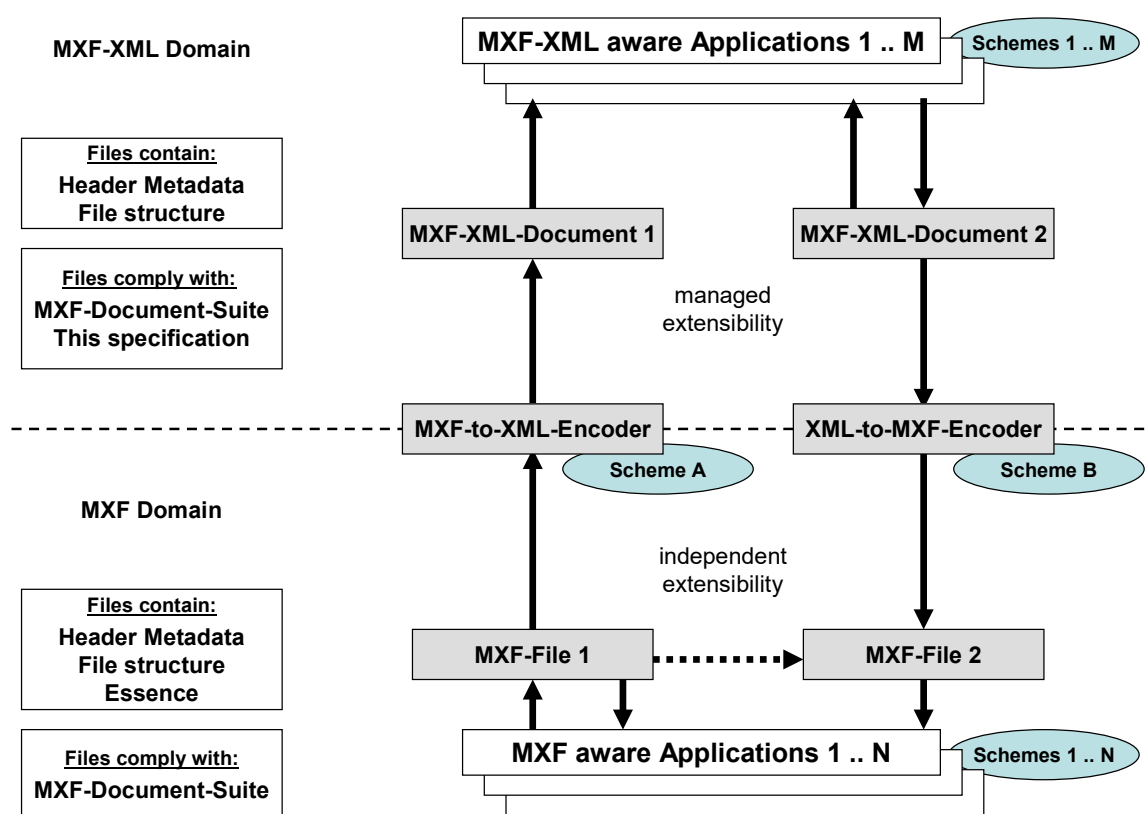 MXF-XML Domain
MXF-XML aware Applications 1 .. M
Schemes 1 .. M
Files contain:
Header Metadata
File structure
MXF-XML-Document 1
MXF-XML-Document 2
Files comply with:
MXF-Document-Suite
This specification
managed
extensibility
MXF-to-XML-Encoder
XML-to-MXF-Encoder
Scheme A
Scheme B
MXF Domain
independent
extensibility
Files contain:
Header Metadata
File structure
Essence
MXF-File 1
MXF-File 2
Files comply with:
MXF-Document-Suite
MXF aware Applications 1 .. N
Schemes 1 .. N